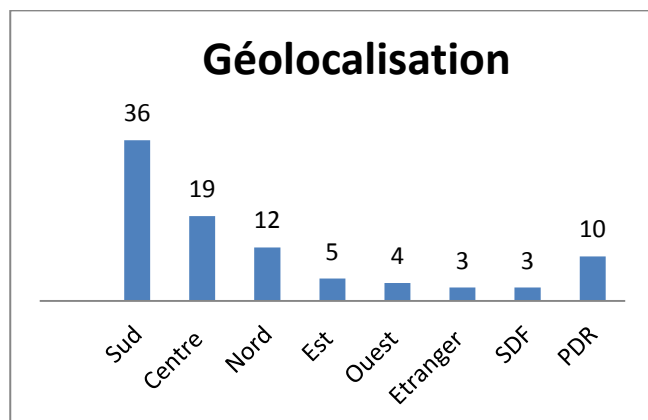 Géolocalisation
36
19
12
5
4
3
3
10
Sud
Centre
Nord
Est
Ouest
Etranger
SDF
PDR